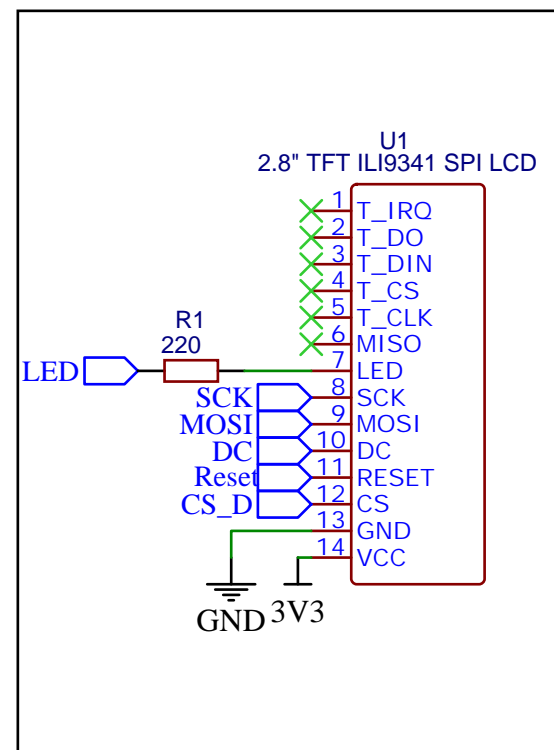 U1
2.8" TFT ILI9341 SPI LCD
1 T_IRQ
2 T_DO
3 T_DIN
4 T_CS
5 T_CLK
6 MISO
R1
220
LED 7 LED
SCK 8 SCK
MOSI 9 MOSI
DC 10 DC
Reset 11 RESET
CS_D 12 CS
13 GND
14 VCC
GND 3V3